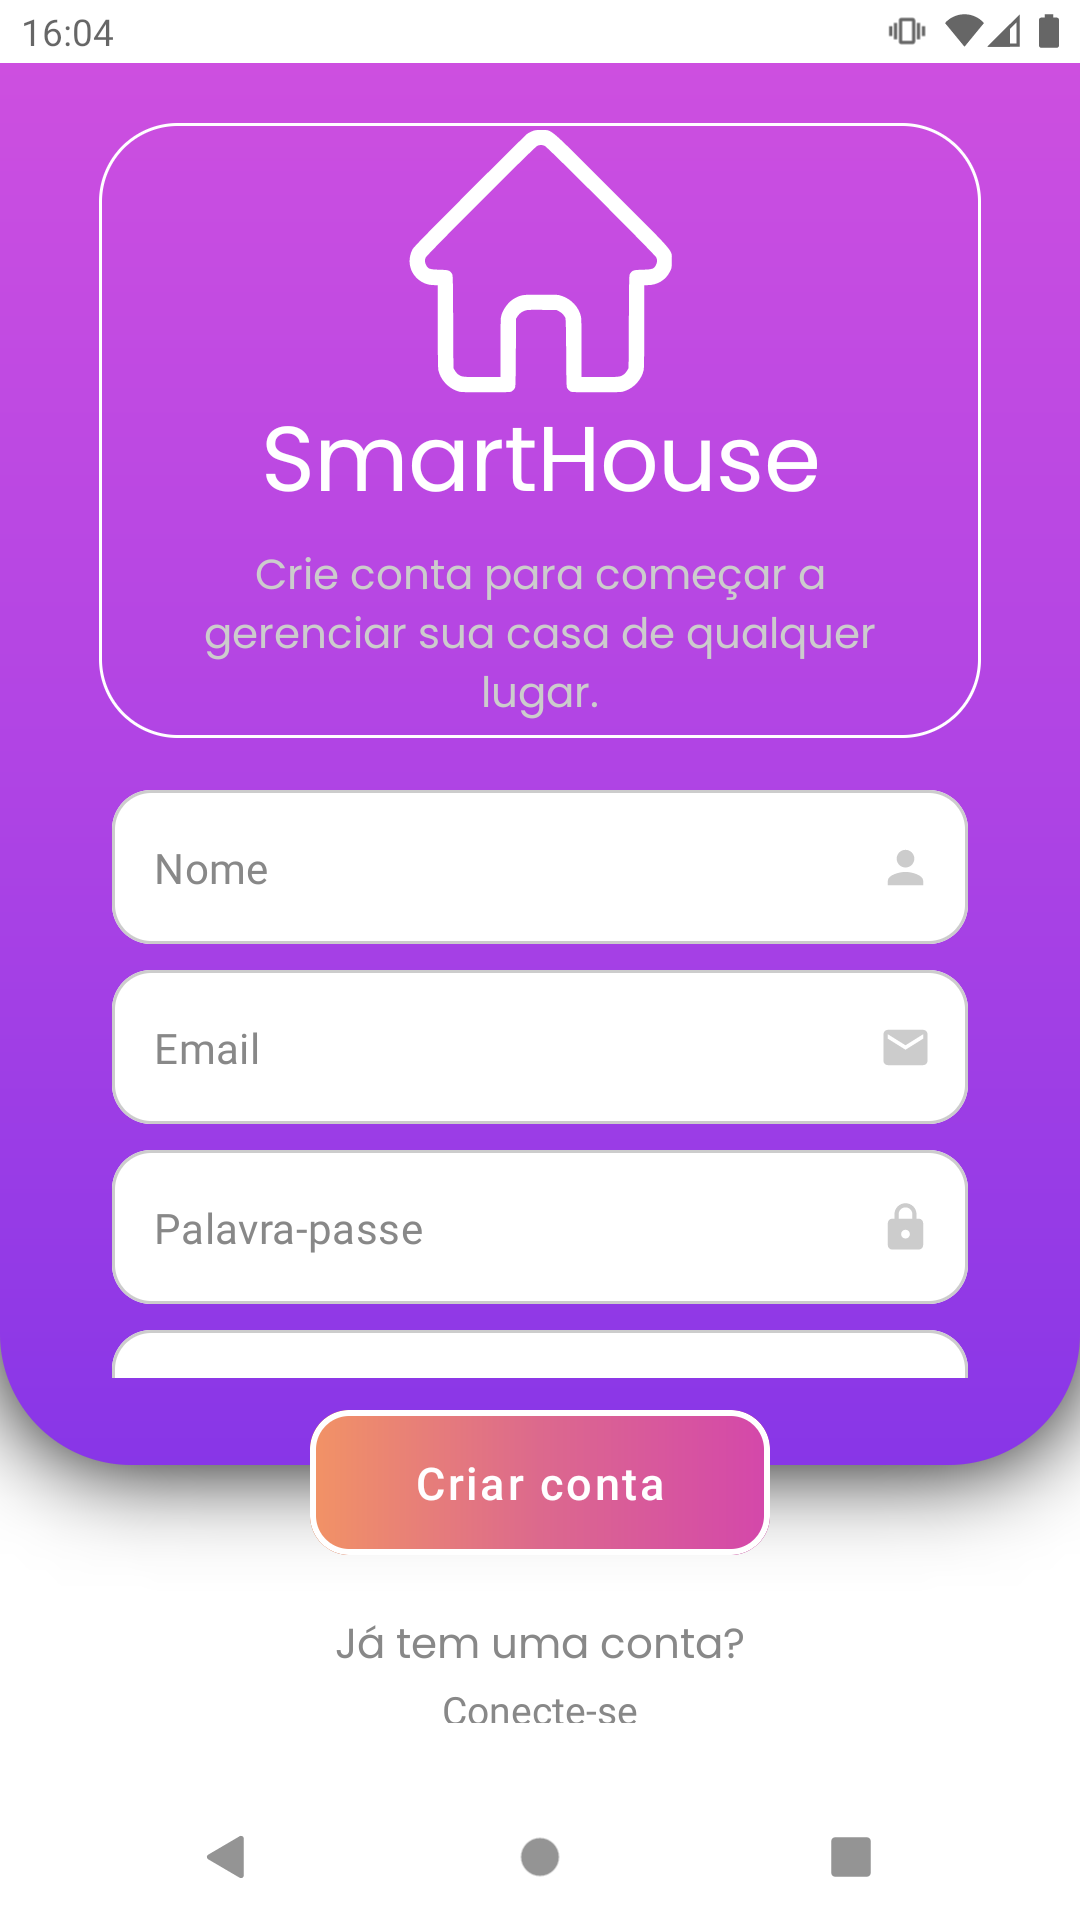 16:04
SmartHouse
Crie conta para começar a
gerenciar sua casa de qualquer
lugar.
Nome
Email
Palavra-passe
Criar conta
Já tem uma conta?
Conecte-se